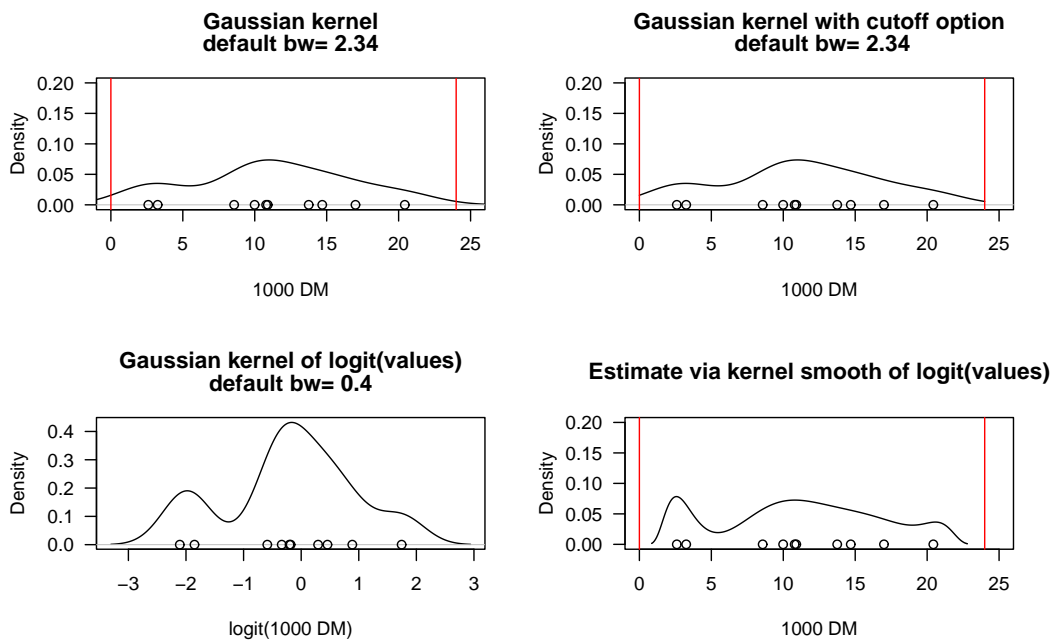 Gaussian kernel
default bw= 2.34
Density
0.20
0.15
0.10
0.05
0.00
0 5 10 15 20 25
1000 DM
Gaussian kernel with cutoff option
default bw= 2.34
Density
0.20
0.15
0.10
0.05
0.00
0 5 10 15 20 25
1000 DM
Gaussian kernel of logit(values)
default bw= 0.4
Density
0.4
0.3
0.2
0.1
0.0
−3 −2 −1 0 1 2 3
logit(1000 DM)
Estimate via kernel smooth of logit(values)
Density
0.20
0.15
0.10
0.05
0.00
0 5 10 15 20 25
1000 DM